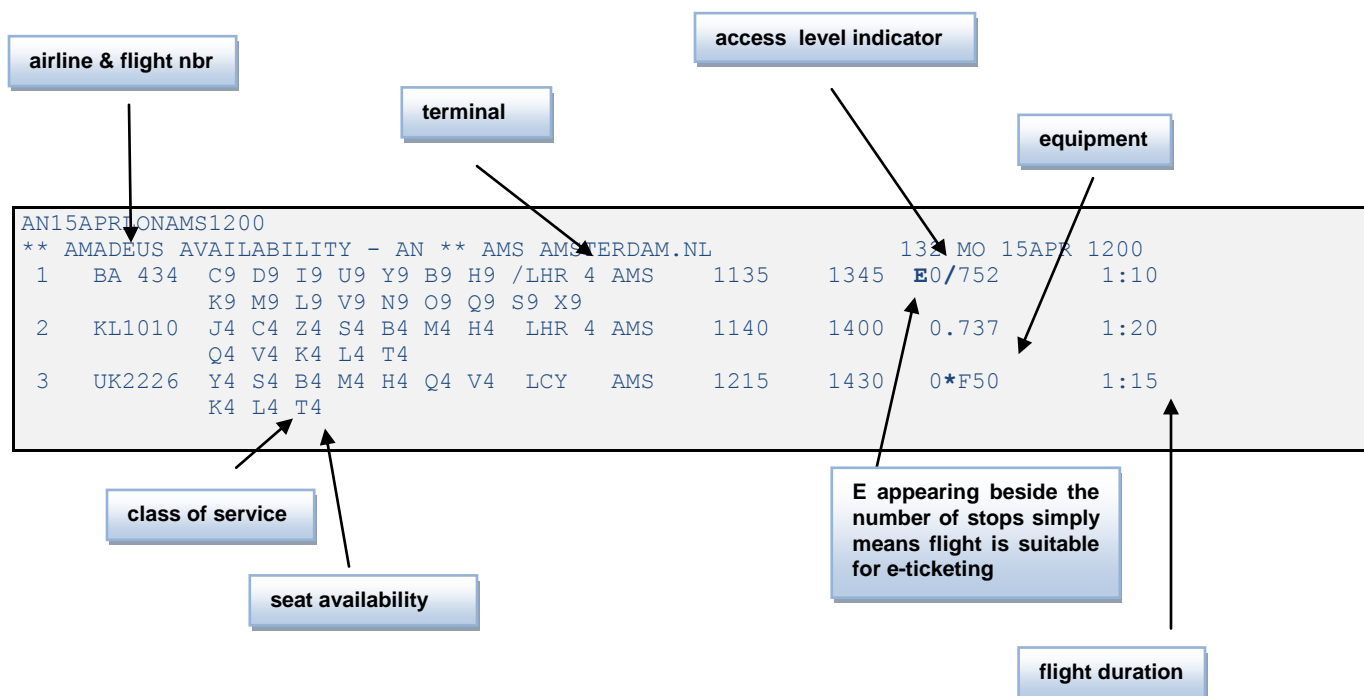 access level indicator
airline & flight nbr
terminal
equipment
AN15APRLONAMS1200
** AMADEUS AVAILABILITY - AN ** AMS AMSTERDAM.NL 132 MO 15APR 1200
1 BA 434 C9 D9 I9 U9 Y9 B9 H9 /LHR 4 AMS 1135 1345 E0/752 1:10
K9 M9 L9 V9 N9 O9 Q9 S9 X9
2 KL1010 J4 C4 Z4 S4 B4 M4 H4 LHR 4 AMS 1140 1400 0.737 1:20
Q4 V4 K4 L4 T4
3 UK2226 Y4 S4 B4 M4 H4 Q4 V4 LCY AMS 1215 1430 0*F50 1:15
K4 L4 T4
class of service
E appearing beside the
number of stops simply
means flight is suitable
for e-ticketing
seat availability
flight duration